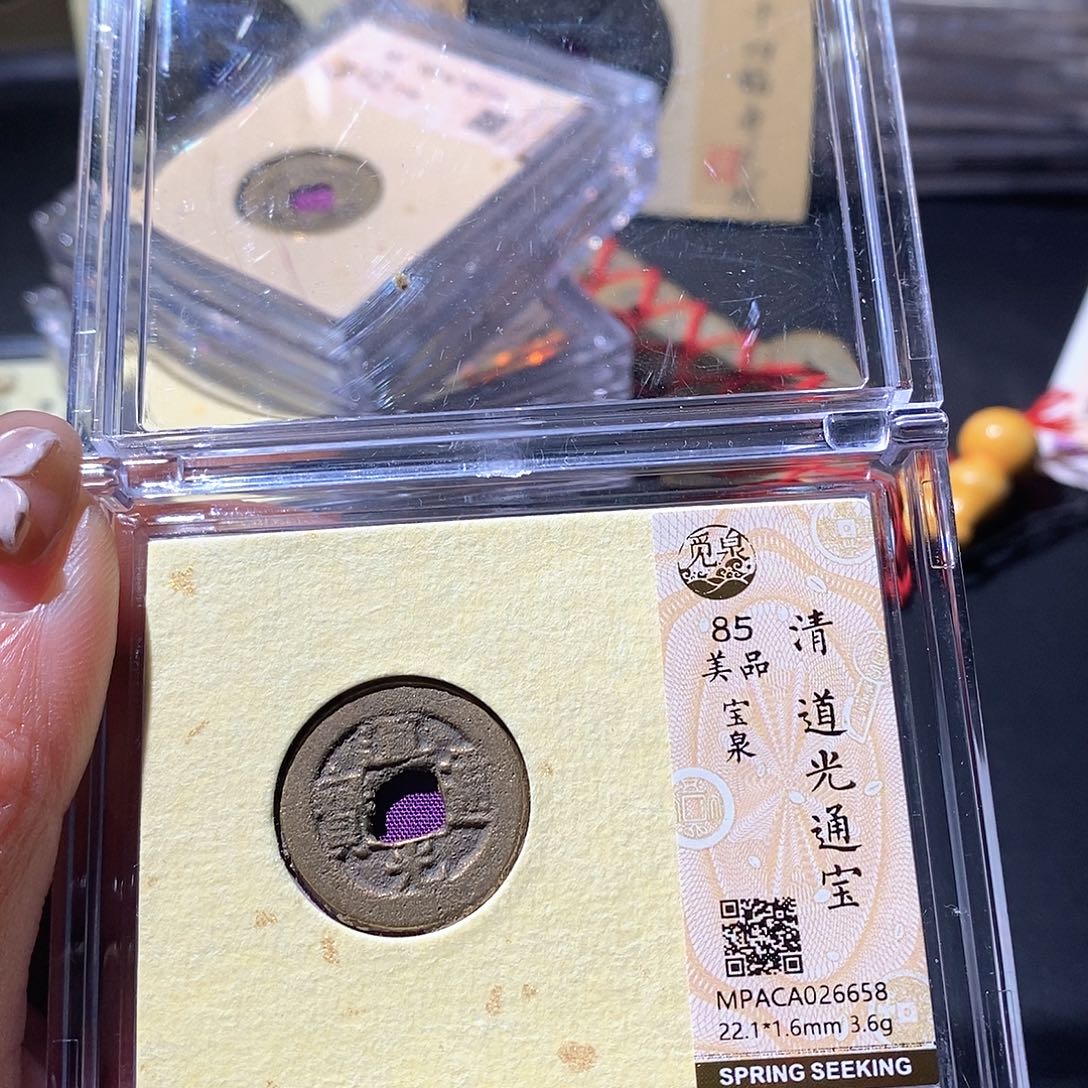 觅泉
清 道光通宝
85
美品
宝泉
MPACA026658
22.1*1.6mm 3.6g
SPRING SEEKING